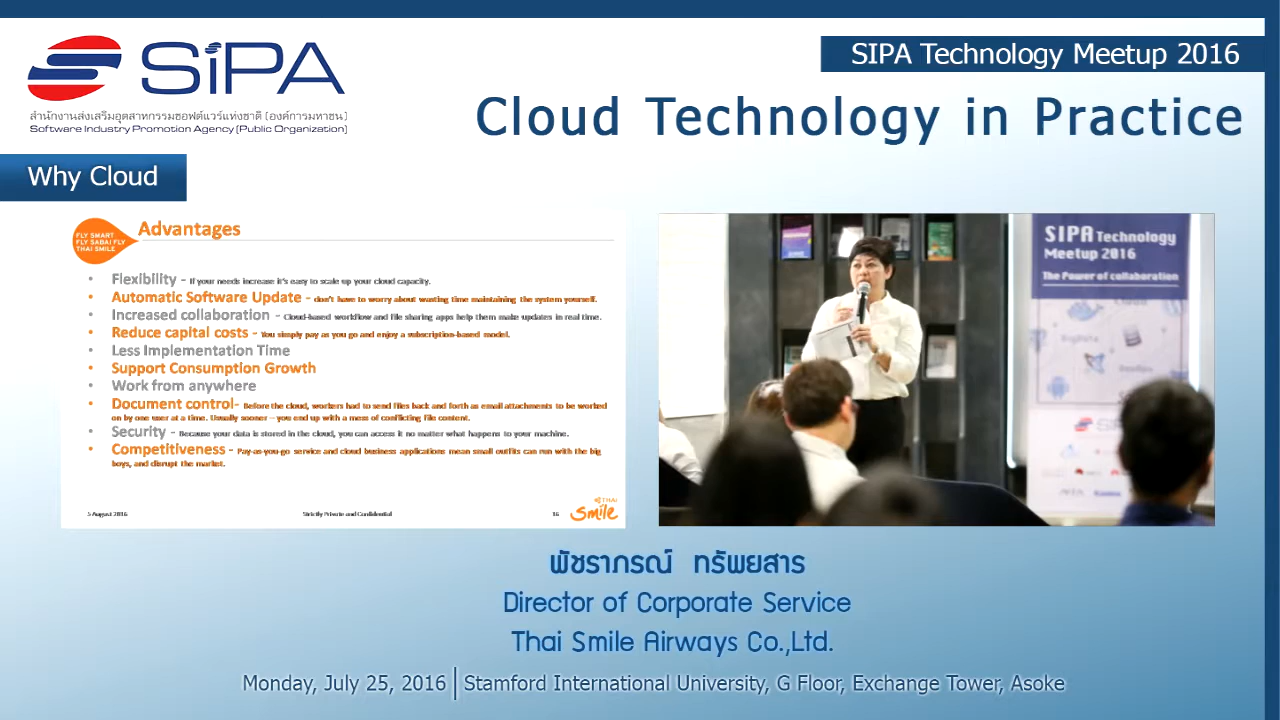 SiPA
สำนักงานส่งเสริมอุตสาหกรรมซอฟต์แวร์แห่งชาติ (องค์การมหาชน)
Software Industry Promotion Agency (Public Organization)
SIPA Technology Meetup 2016
Cloud Technology in Practice
Why Cloud
FLY SMART
FLY SABAI FLY
THAI SMILE
Advantages
• Flexibility - If your needs increase it's easy to scale up your cloud capacity.
• Automatic Software Update - don't have to worry about wasting time maintaining the system yourself.
• Increased collaboration - Cloud-based workflow and file sharing apps help them make updates in real time.
• Reduce capital costs - You simply pay as you go and enjoy a subscription-based model.
• Less Implementation Time
• Support Consumption Growth
• Work from anywhere
• Document control- Before the cloud, workers had to send files back and forth as email attachments to be worked
on by one user at a time. Usually sooner – you end up with a mess of conflicting file content.
• Security - Because your data is stored in the cloud, you can access it no matter what happens to your machine.
• Competitiveness - Pay-as-you-go service and cloud business applications mean small outfits can run with the big
boys, and disrupt the market.
5 August 2016
Strictly Private and Confidential
16
THAI
Smile
SIPA Technology
Meetup 2016
The Power of collaboration
Cloud
BigData
DevOps
SiPA
พัชราภรณ์ ทรัพยสาร
Director of Corporate Service
Thai Smile Airways Co.,Ltd.
Monday, July 25, 2016 | Stamford International University, G Floor, Exchange Tower, Asoke